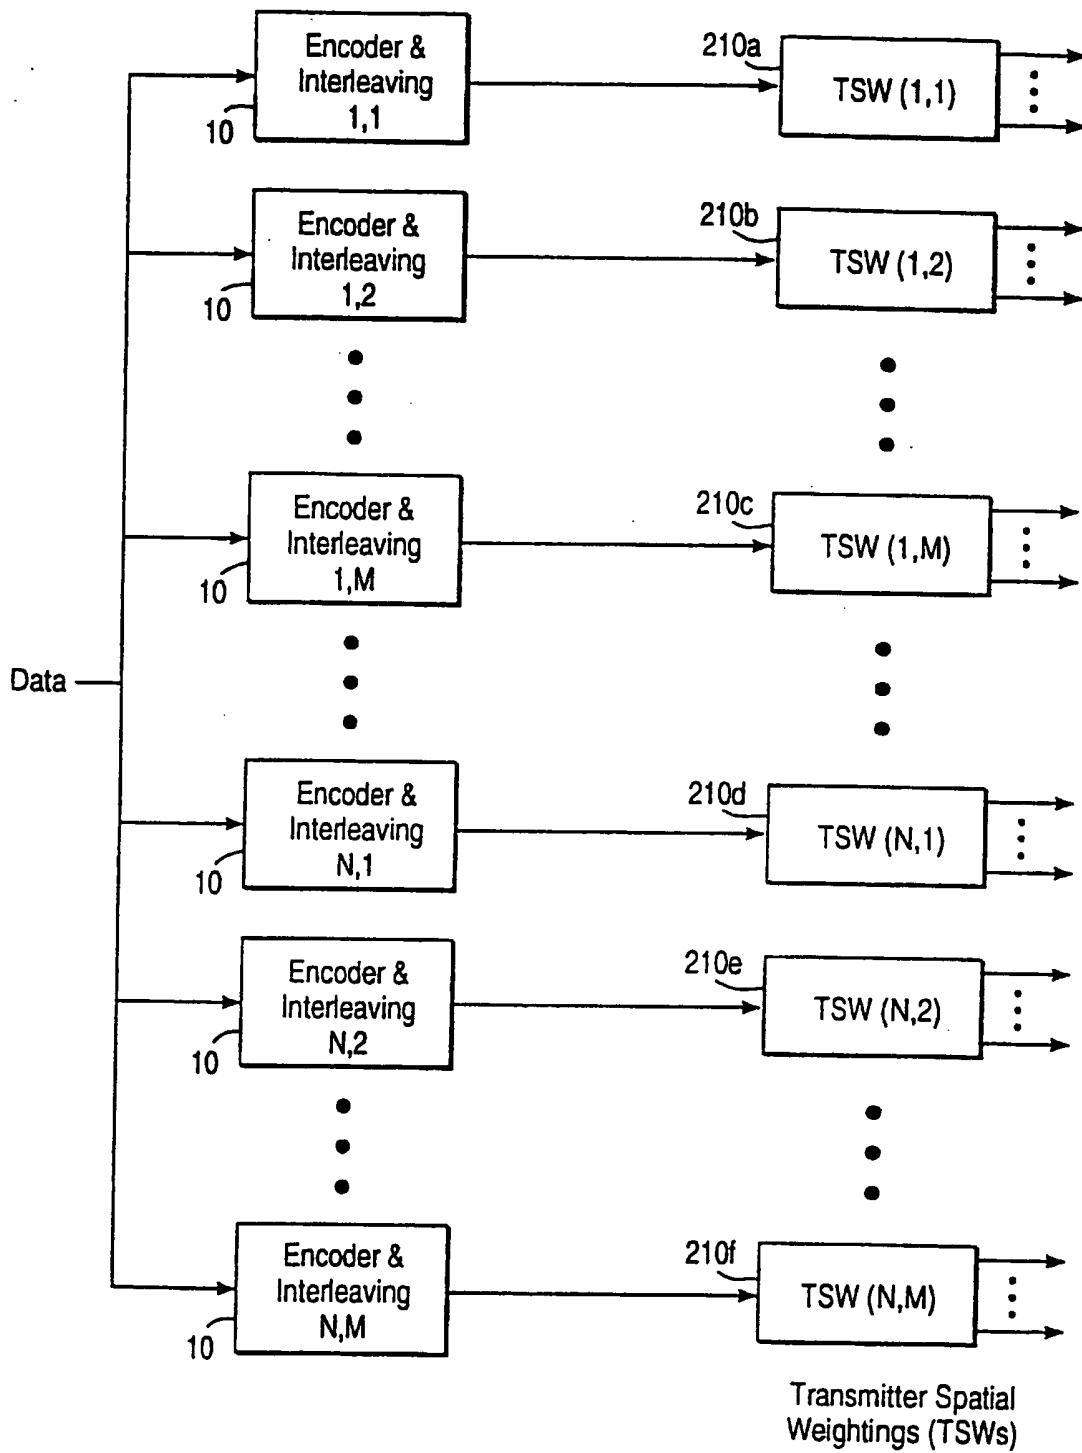 Encoder &
Interleaving
1,1
10
210a
TSW (1,1)
Encoder &
Interleaving
1,2
10
210b
TSW (1,2)
Encoder &
Interleaving
1,M
10
210c
TSW (1,M)
Data
Encoder &
Interleaving
N,1
10
210d
TSW (N,1)
Encoder &
Interleaving
N,2
10
210e
TSW (N,2)
Encoder &
Interleaving
N,M
10
210f
TSW (N,M)
Transmitter Spatial
Weightings (TSWs)